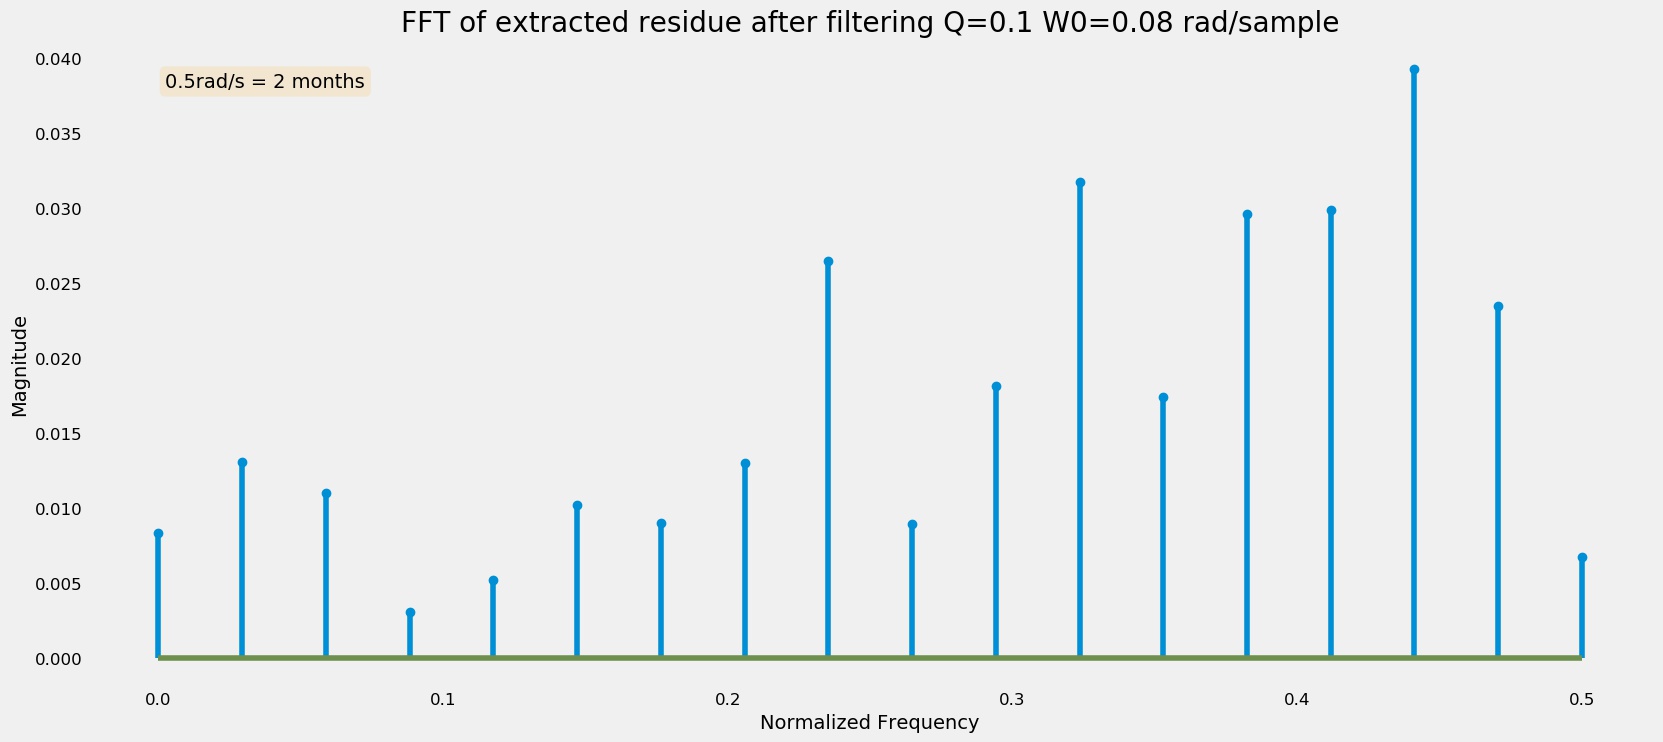 FFT of extracted residue after filtering Q=0.1 W0=0.08 rad/sample
0.5rad/s = 2 months
0.040
0.035
0.030
0.025
0.020
0.015
0.010
0.005
0.000
Magnitude
0.0 0.1 0.2 0.3 0.4 0.5
Normalized Frequency